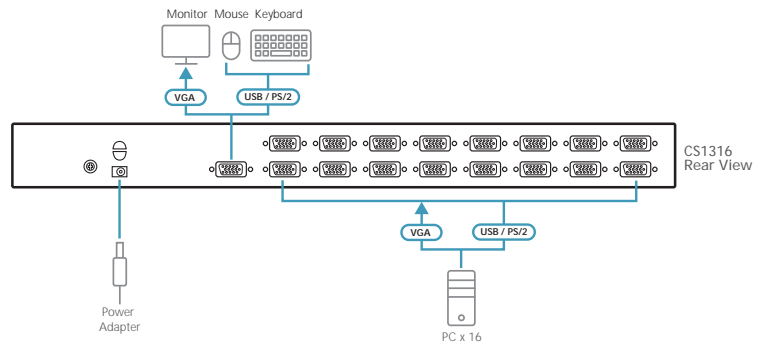 Monitor Mouse Keyboard
VGA
USB / PS/2
CS1316
Rear View
VGA
USB / PS/2
Power
Adapter
PC x 16